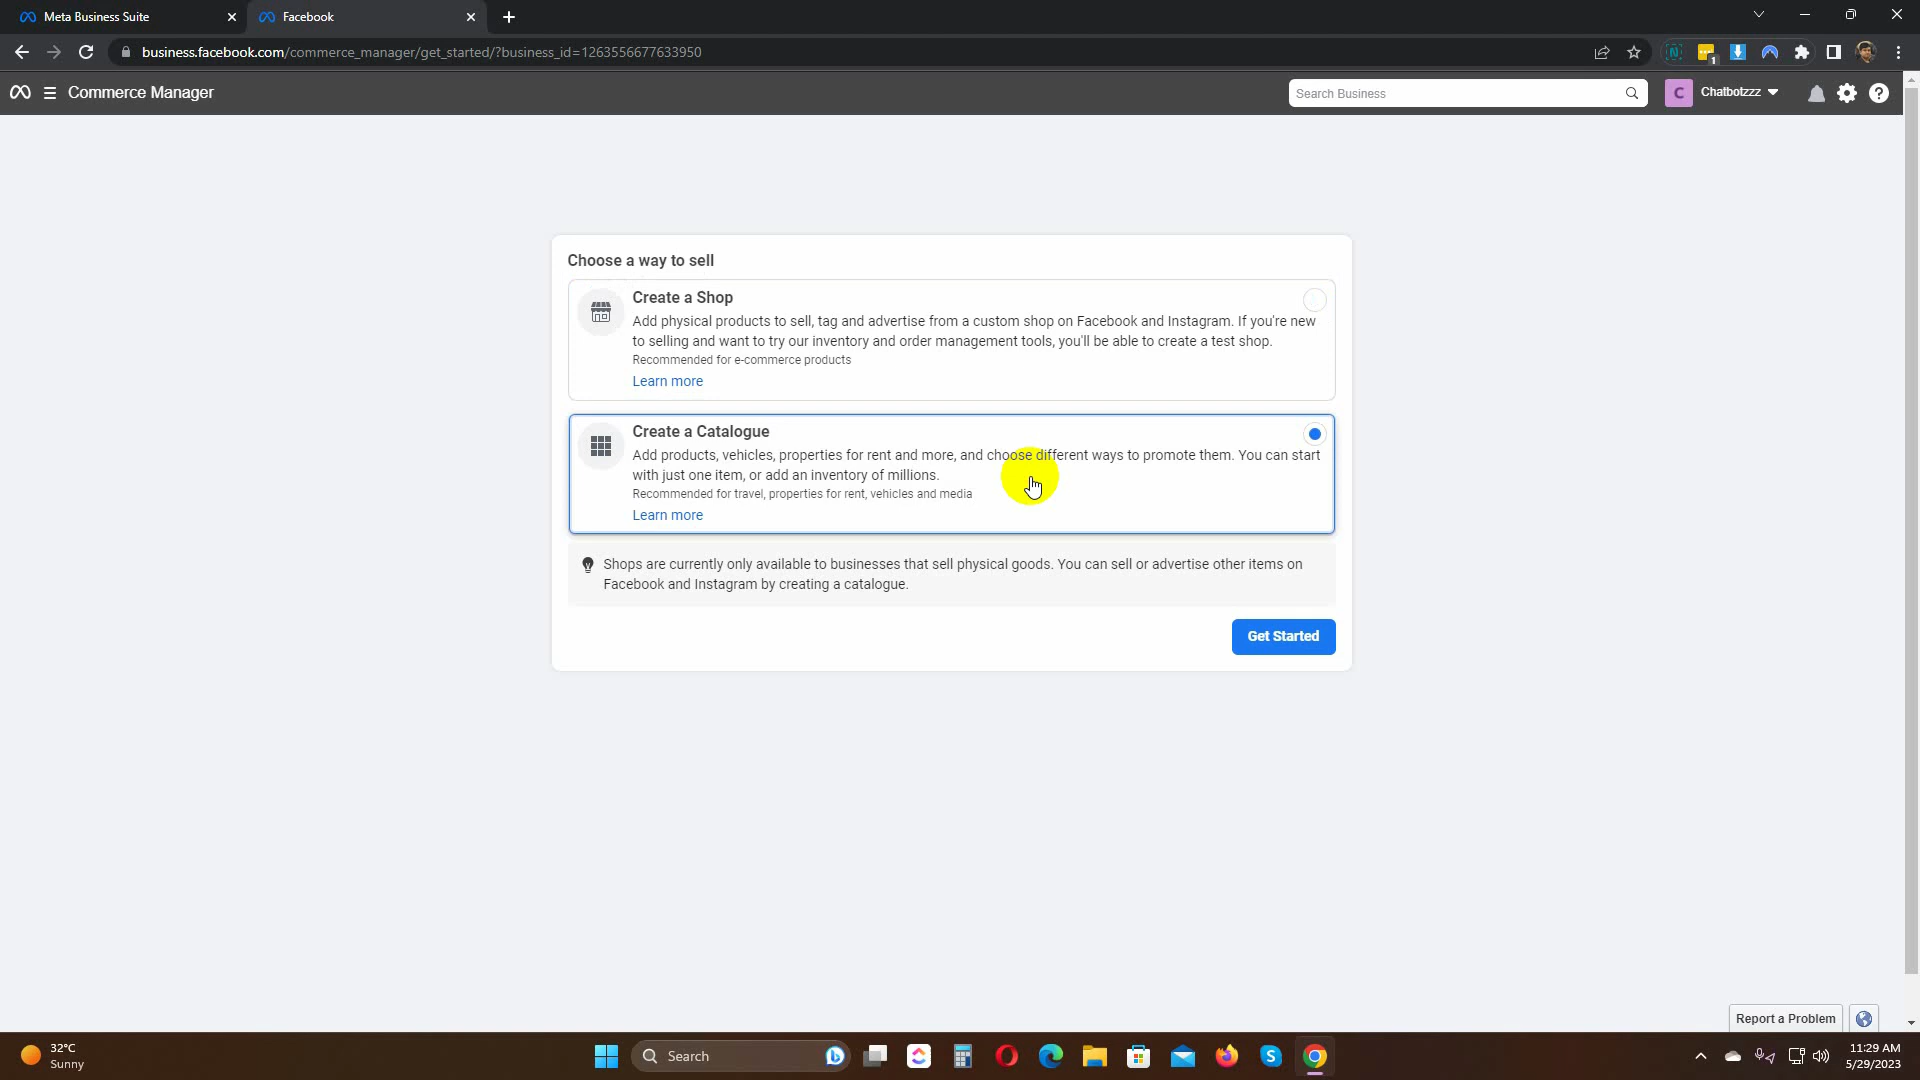 Meta Business Suite
Facebook
business.facebook.com/commerce_manager/get_started/?business_id=1263556677633950
1
Commerce Manager
Search Business
C
Chatbotzzz
Choose a way to sell
Create a Shop
Add physical products to sell, tag and advertise from a custom shop on Facebook and Instagram. If you're new
to selling and want to try our inventory and order management tools, you'll be able to create a test shop.
Recommended for e-commerce products
Learn more
Create a Catalogue
Add products, vehicles, properties for rent and more, and choose different ways to promote them. You can start
with just one item, or add an inventory of millions.
Recommended for travel, properties for rent, vehicles and media
Learn more
Shops are currently only available to businesses that sell physical goods. You can sell or advertise other items on
Facebook and Instagram by creating a catalogue.
Get Started
Report a Problem
32°C
Sunny
Search
11:29 AM
5/29/2023